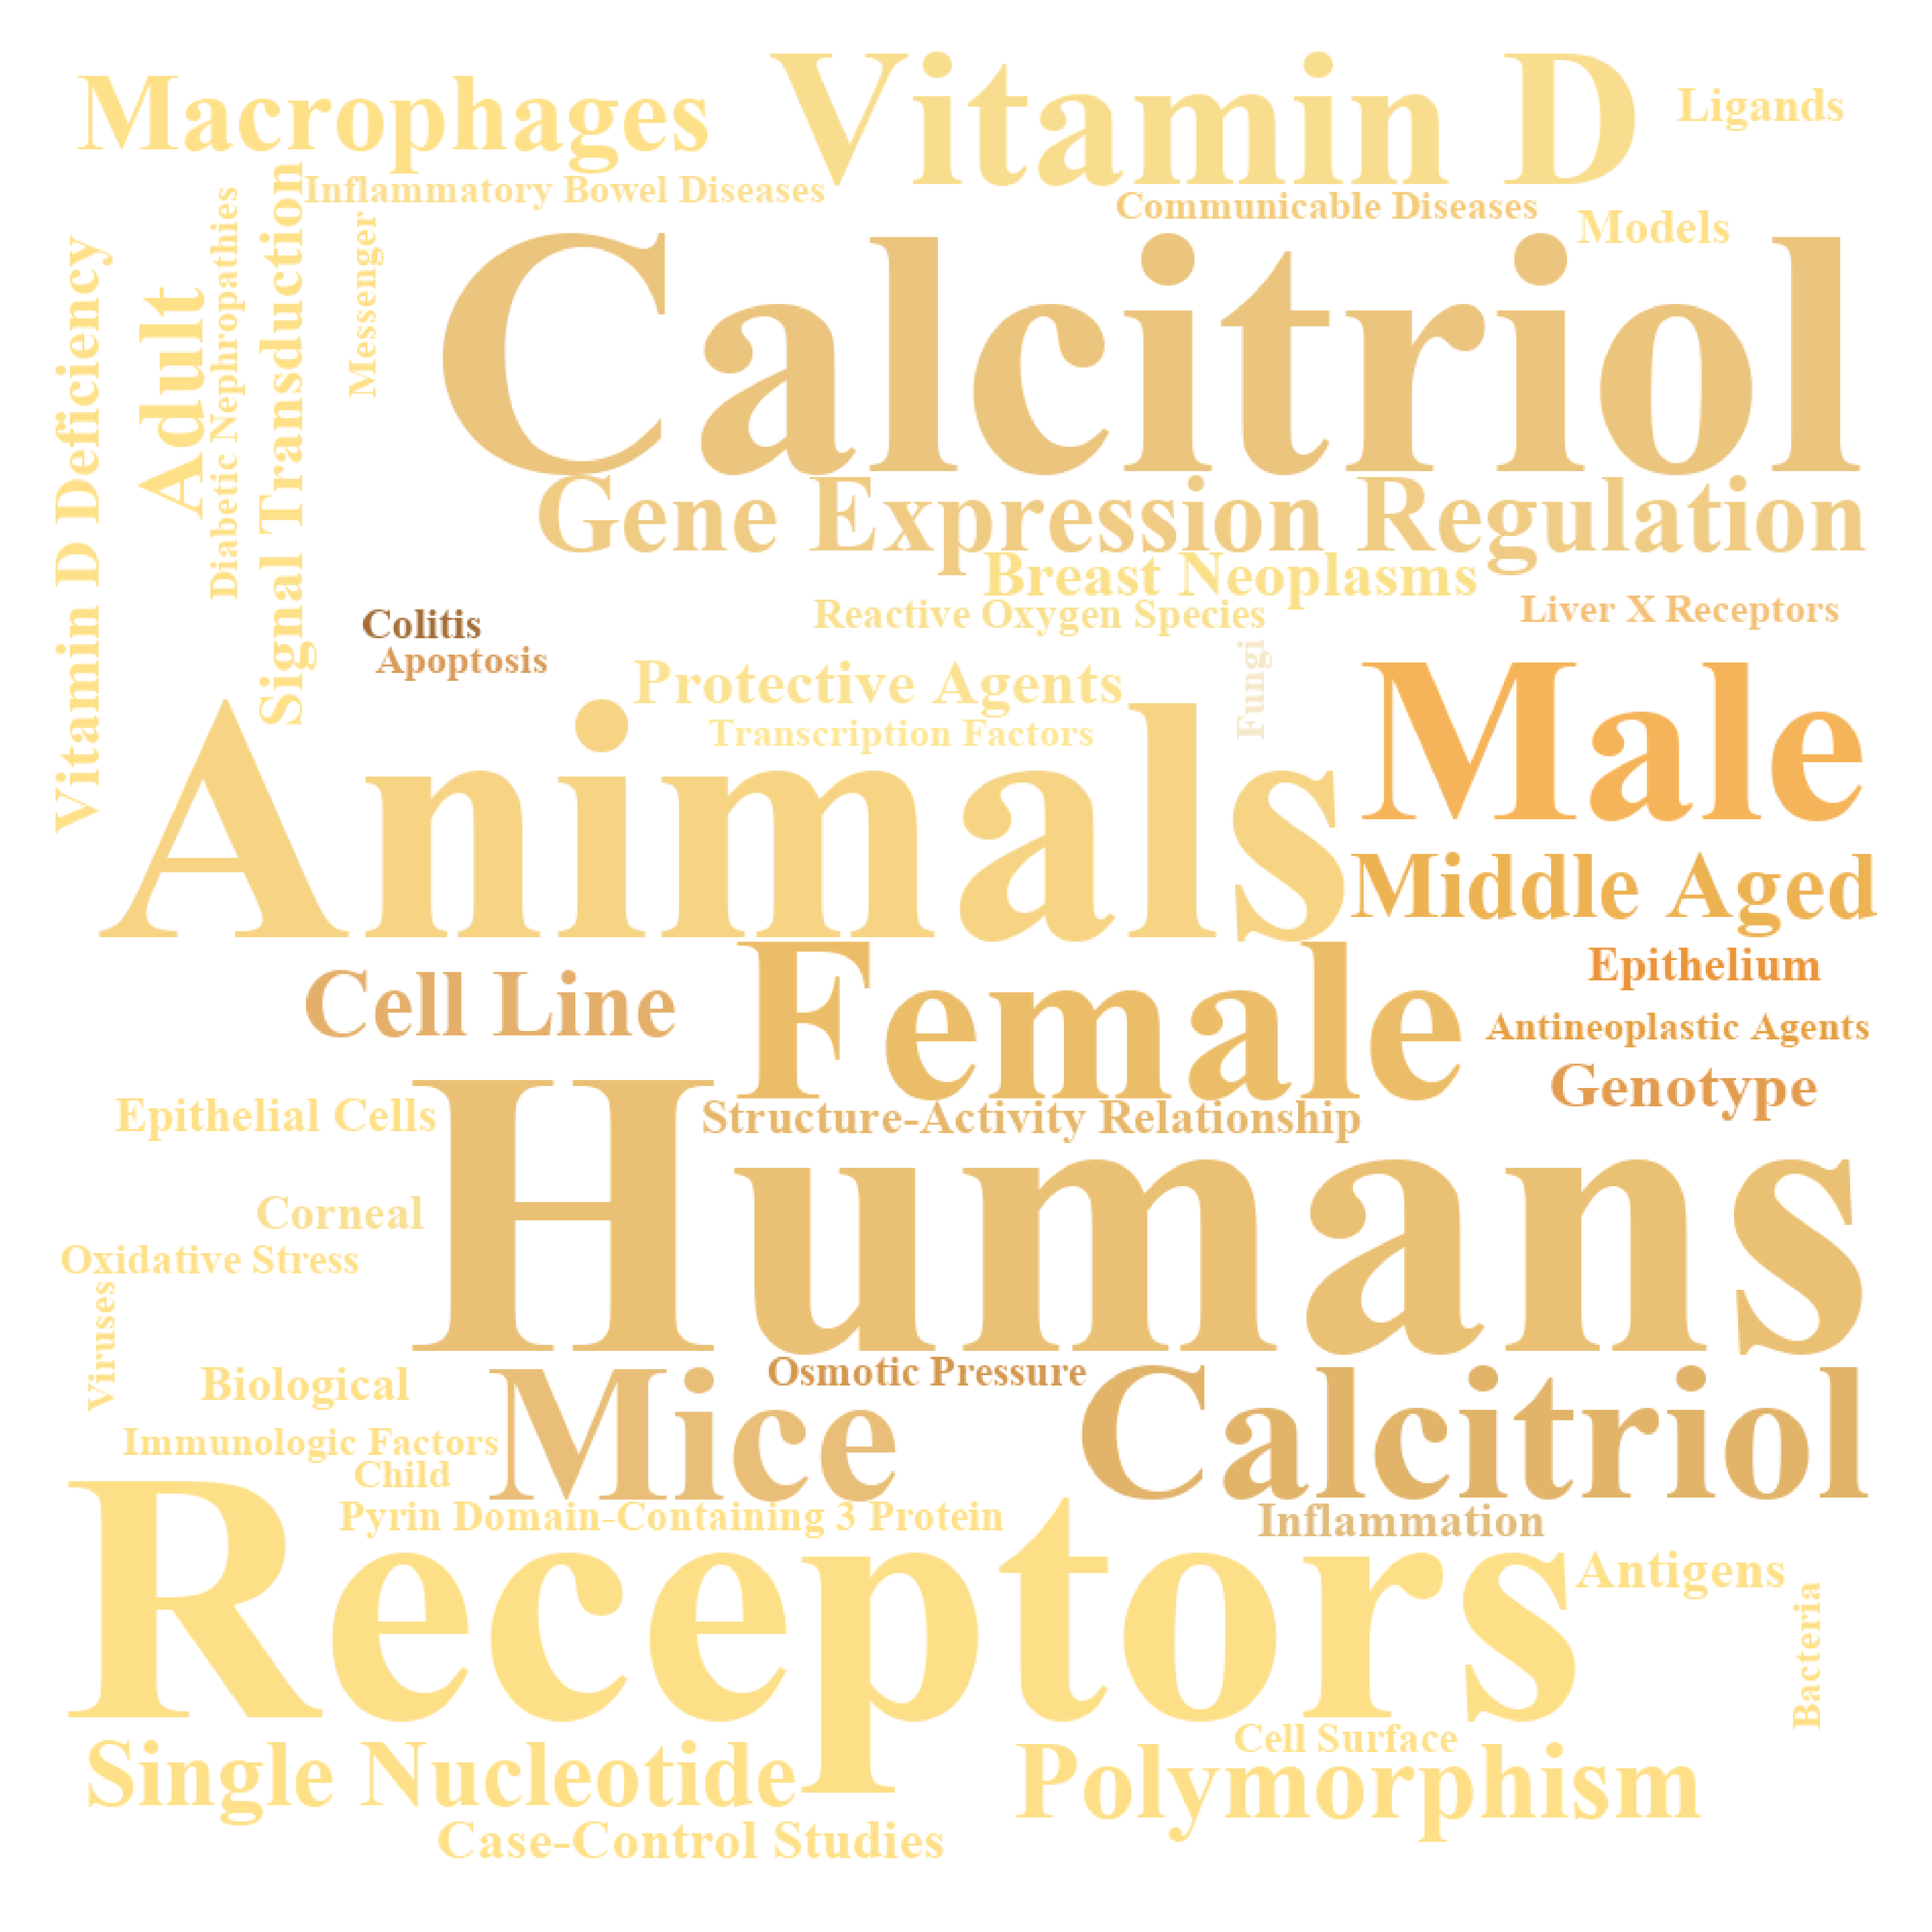 Macrophages
Vitamin D
Ligands
Inflammatory Bowel Diseases
Communicable Diseases
Models
Vitamin D Deficiency
Adult
Diabetic Nephropathies
Signal Transduction
Messenger
Calcitriol
Gene Expression Regulation
Breast Neoplasms
Reactive Oxygen Species
Liver X Receptors
Colitis
Apoptosis
Protective Agents
Fungi
Transcription Factors
Male
Animals
Middle Aged
Epithelium
Cell Line
Female
Antineoplastic Agents
Genotype
Epithelial Cells
Structure-Activity Relationship
Humans
Corneal
Oxidative Stress
Viruses
Biological
Osmotic Pressure
Mice
Calcitriol
Immunologic Factors
Child
Pyrin Domain-Containing 3 Protein
Inflammation
Receptors
Antigens
Bacteria
Cell Surface
Single Nucleotide
Polymorphism
Case-Control Studies